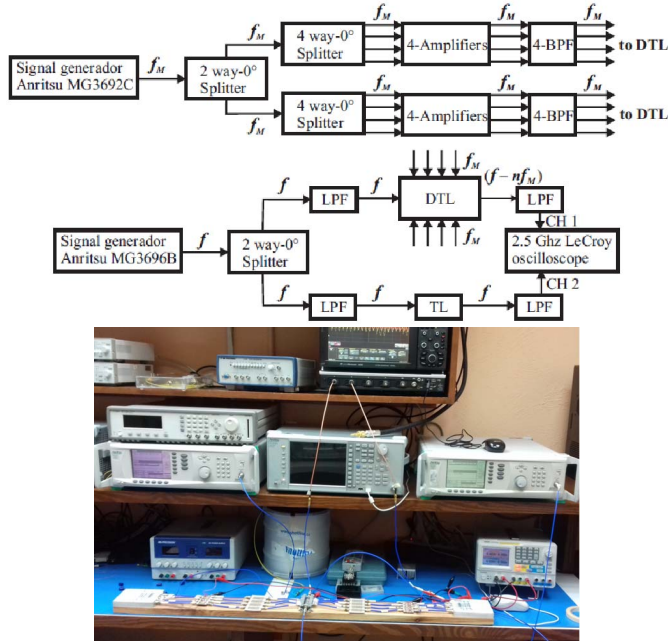 f_M
f_M
f_M
f_M
4 way-0°
Splitter
4-Amplifiers
4-BPF
to DTL
Signal generador
Anritsu MG3692C
f_M
2 way-0°
Splitter
f_M
f_M
f_M
f_M
4 way-0°
Splitter
4-Amplifiers
4-BPF
to DTL
f_M
(f – nf_M)
f
LPF
f
DTL
LPF
f_M
CH 1
Signal generador
Anritsu MG3696B
f
2 way-0°
Splitter
2.5 Ghz LeCroy
oscilloscope
CH 2
f
LPF
f
TL
f
LPF